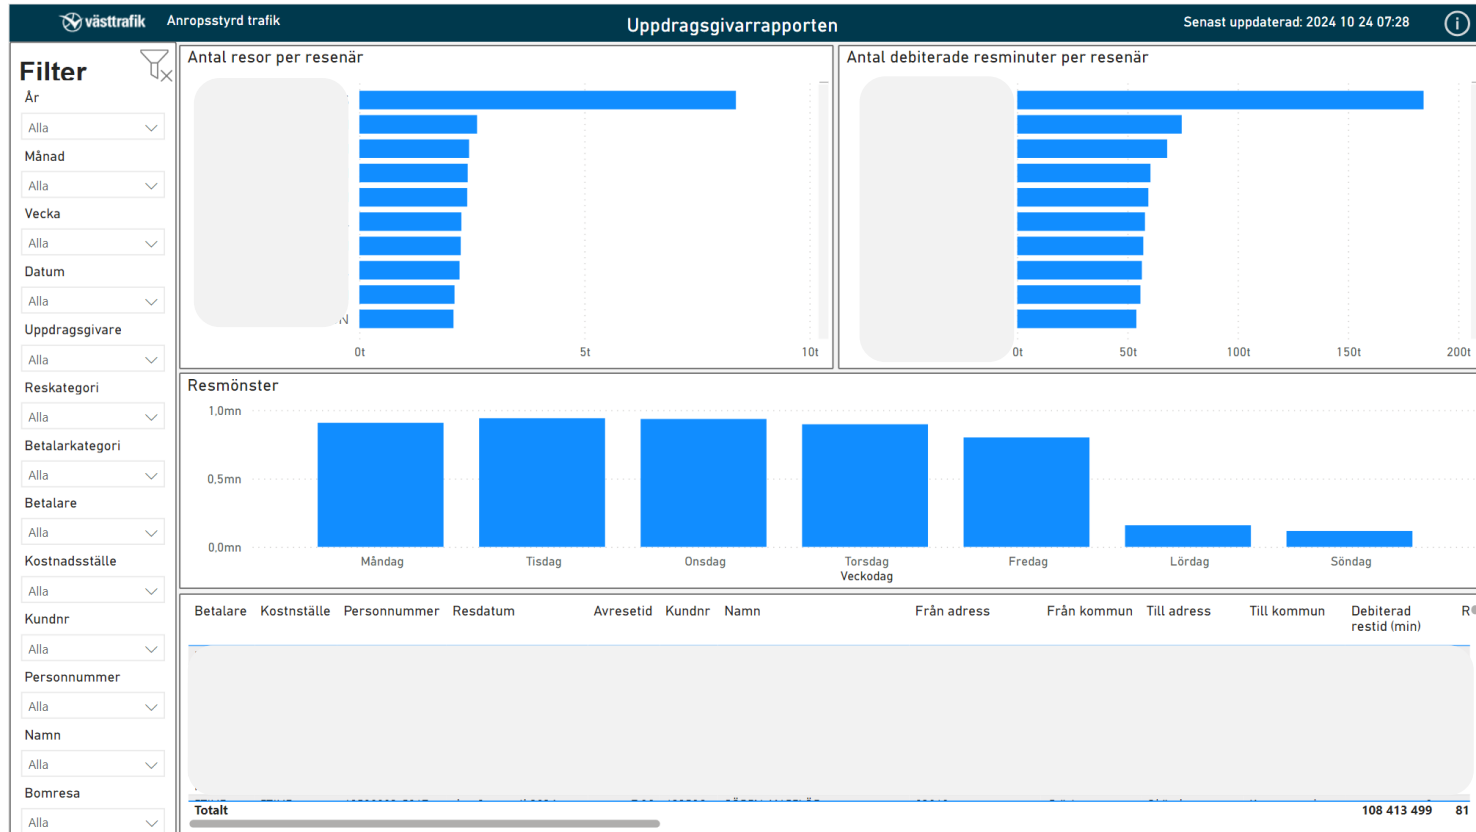 västtrafik Anropsstyrd trafik Uppdragsgivarrapporten Senast uppdaterad: 2024 10 24 07:28
Filter
År
Alla
Månad
Alla
Vecka
Alla
Datum
Alla
Uppdragsgivare
Alla
Reskategori
Alla
Betalarkategori
Alla
Betalare
Alla
Kostnadsställe
Alla
Kundnr
Alla
Personnummer
Alla
Namn
Alla
Bomresa
Alla
Antal resor per resenär
N
0t 5t 10t
Antal debiterade resminuter per resenär
0t 50t 100t 150t 200t
Resmönster
1.0mn
0.5mn
0.0mn
Måndag Tisdag Onsdag Torsdag Fredag Lördag Söndag
Veckodag
Betalare Kostnställe Personnummer Resdatum Avresetid Kundnr Namn Från adress Från kommun Till adress Till kommun Debiterad restid (min) R
Totalt 108 413 499 81